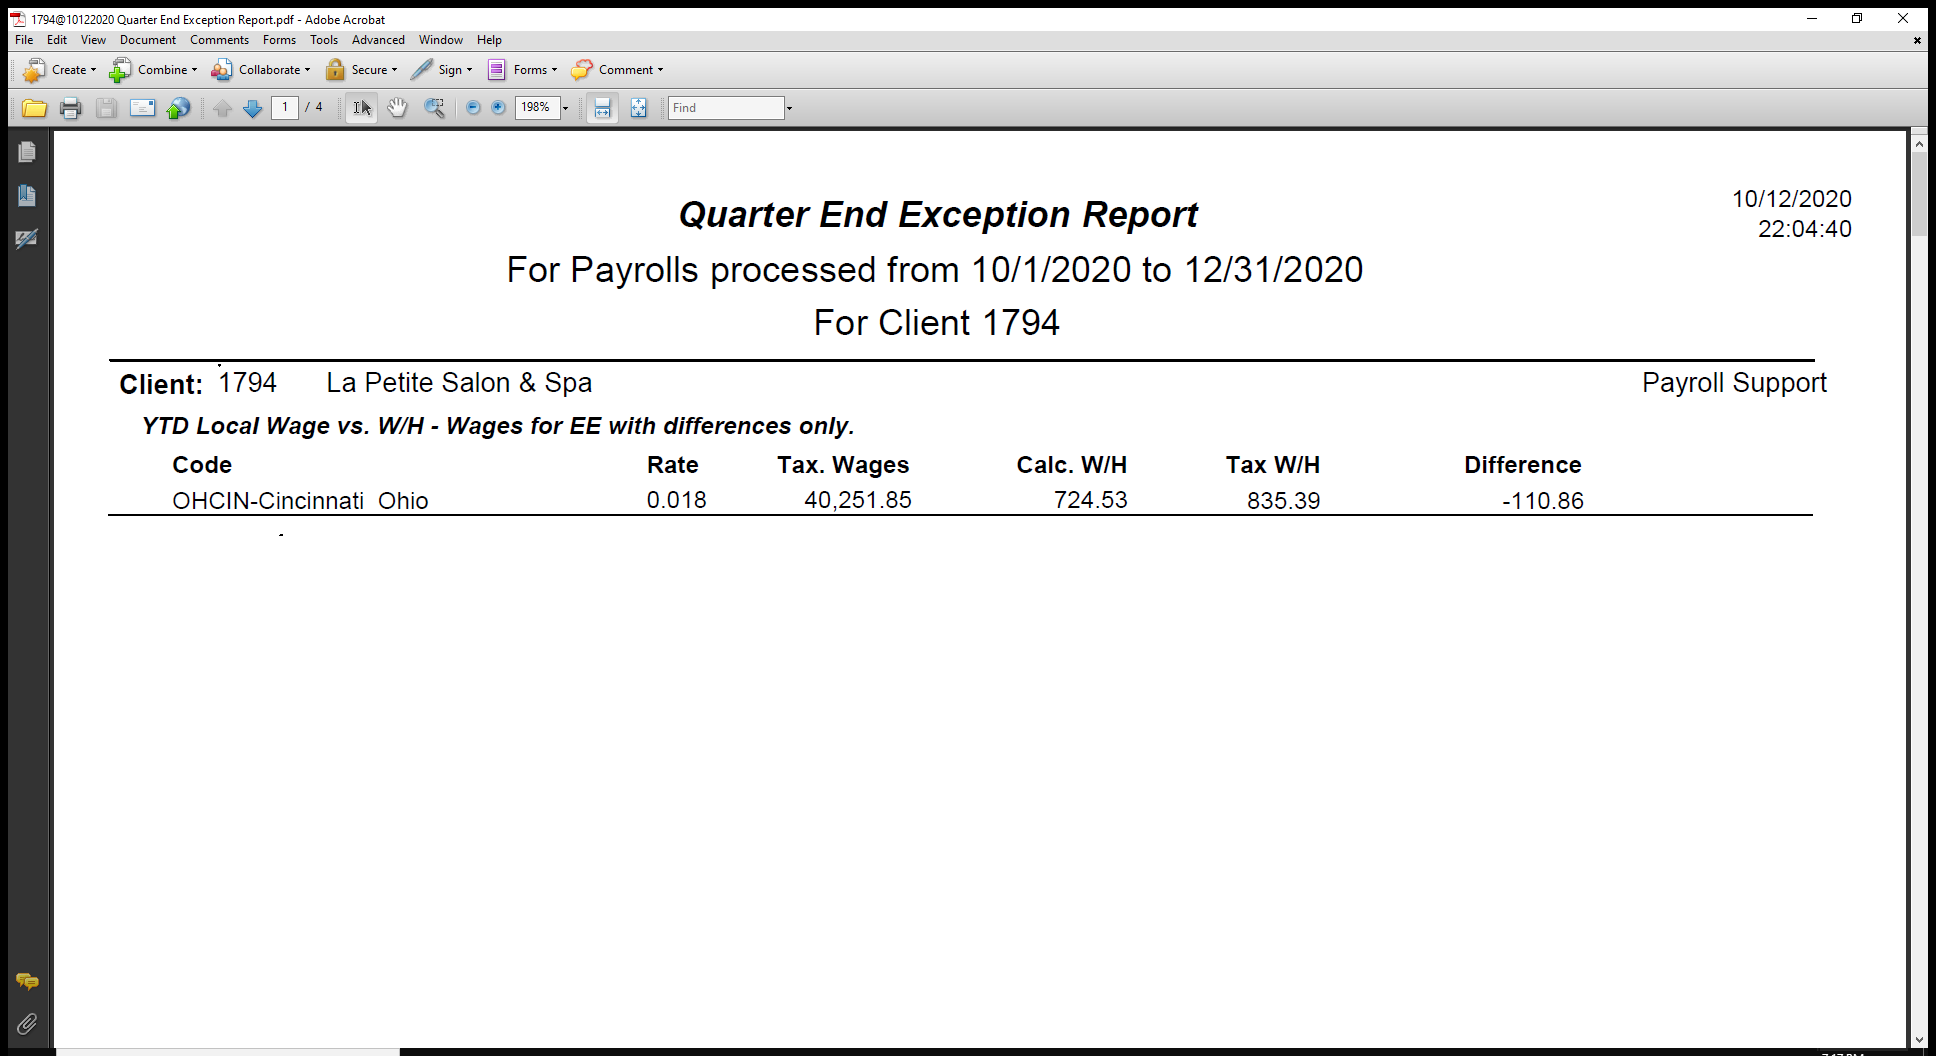 1794@10122020 Quarter End Exception Report.pdf - Adobe Acrobat
File Edit View Document Comments Forms Tools Advanced Window Help
Create Combine Collaborate Secure Sign Forms Comment
1 / 4 198% Find
10/12/2020
Quarter End Exception Report
22:04:40
For Payrolls processed from 10/1/2020 to 12/31/2020
For Client 1794
Client: 1794 La Petite Salon & Spa Payroll Support
YTD Local Wage vs. W/H - Wages for EE with differences only.
Code Rate Tax. Wages Calc. W/H Tax W/H Difference
OHCIN-Cincinnati Ohio 0.018 40,251.85 724.53 835.39 -110.86